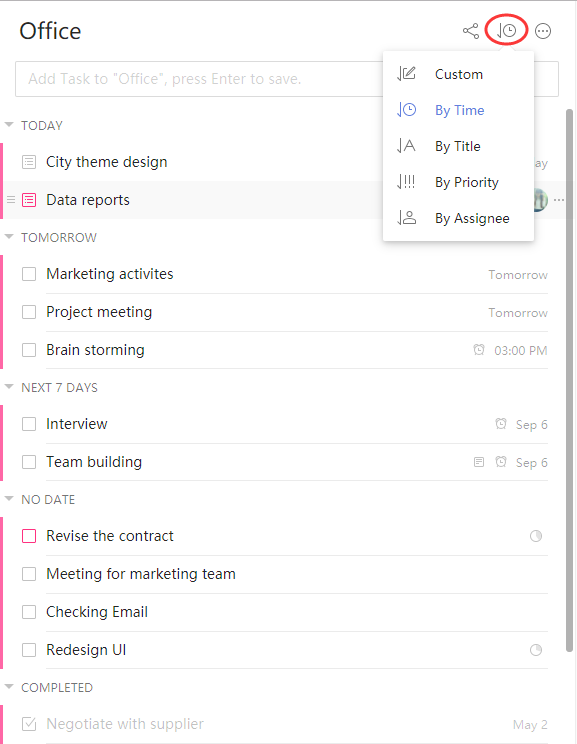 Office
Add Task to "Office", press Enter to save.
Custom
By Time
By Title
By Priority
By Assignee
TODAY
City theme design
Data reports
TOMORROW
Marketing activites Tomorrow
Project meeting Tomorrow
Brain storming 03:00 PM
NEXT 7 DAYS
Interview Sep 6
Team building Sep 6
NO DATE
Revise the contract
Meeting for marketing team
Checking Email
Redesign UI
COMPLETED
Negotiate with supplier May 2